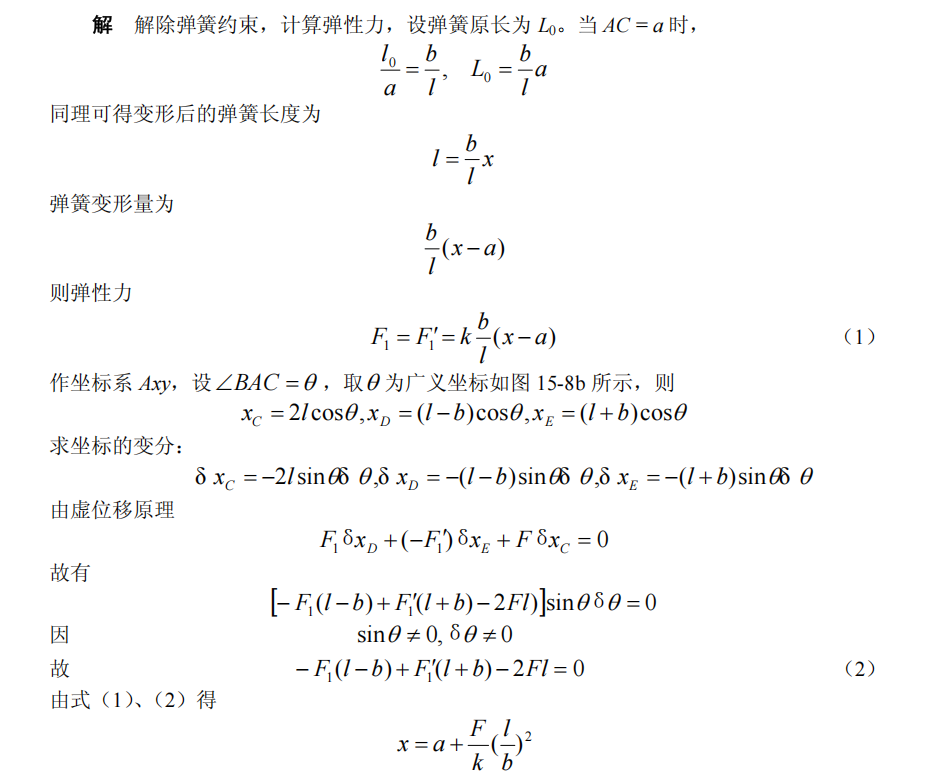 解 解除弹簧约束，计算弹性力，设弹簧原长为 L₀。当 AC = a 时，
l₀/a = b/l, L₀ = (b/l)a
同理可得变形后的弹簧长度为
l = (b/l)x
弹簧变形量为
(b/l)(x − a)
则弹性力
F₁ = F₁′ = k(b/l)(x − a) （1）
作坐标系 Axy，设∠BAC = θ，取θ为广义坐标如图 15-8b 所示，则
x_C = 2l cosθ, x_D = (l − b)cosθ, x_E = (l + b)cosθ
求坐标的变分：
δ x_C = −2l sinθδ θ, δ x_D = −(l − b)sinθδ θ, δ x_E = −(l + b)sinθδ θ
由虚位移原理
F₁δx_D + (−F₁′)δx_E + Fδx_C = 0
故有
[− F₁(l − b) + F₁′(l + b) − 2Fl)]sinθδθ = 0
因 sinθ ≠ 0, δθ ≠ 0
故 − F₁(l − b) + F₁′(l + b) − 2Fl = 0 （2）
由式（1）、（2）得
x = a + (F/k)(l/b)²